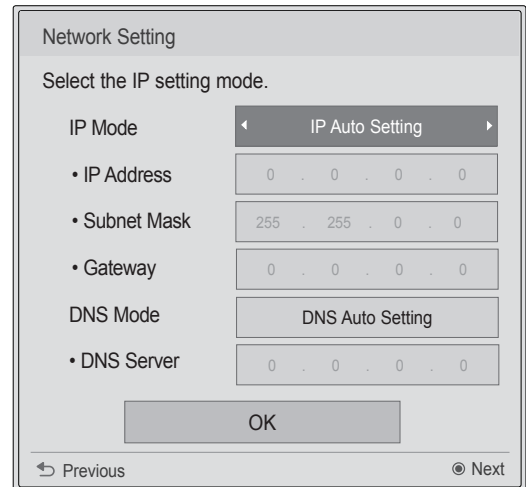 Network Setting
Select the IP setting mode.
IP Mode IP Auto Setting
• IP Address 0 . 0 . 0 . 0
• Subnet Mask 255 . 255 . 0 . 0
• Gateway 0 . 0 . 0 . 0
DNS Mode DNS Auto Setting
• DNS Server 0 . 0 . 0 . 0
OK
Previous Next